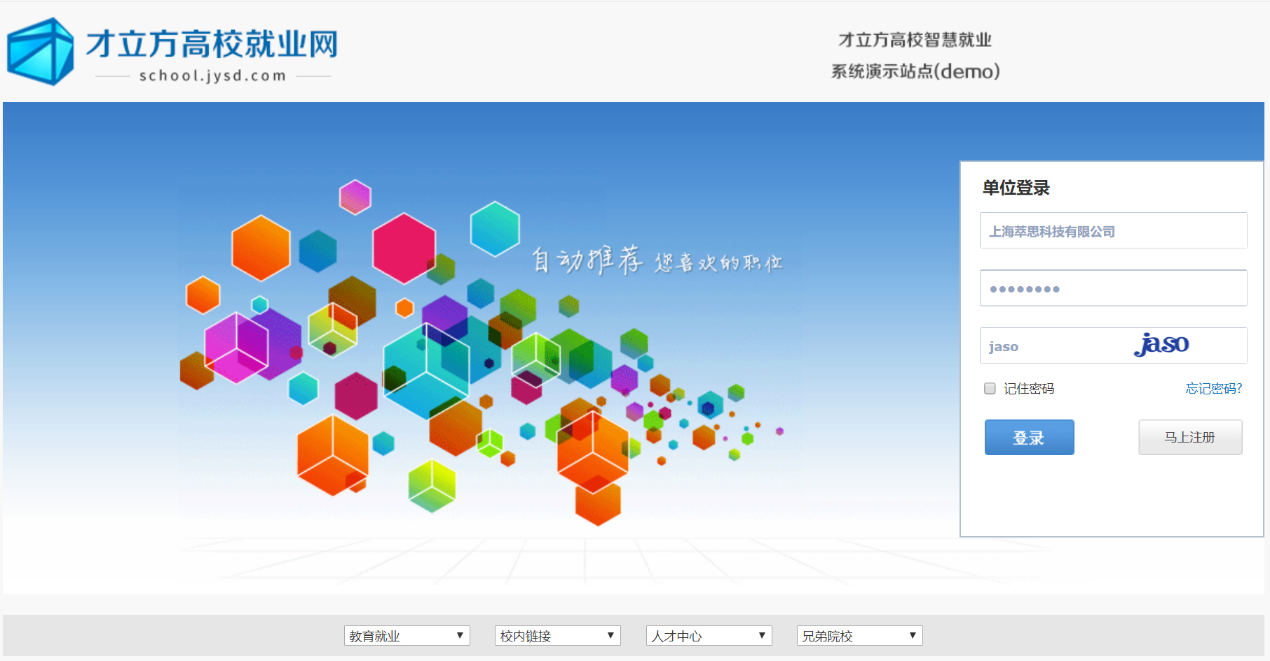 才立方高校就业网
school.jysd.com
才立方高校智慧就业
系统演示站点(demo)
自动推荐 您喜欢的职位
单位登录
上海萃思科技有限公司
●●●●●●●●
jaso
jaso
记住密码
忘记密码?
登录
马上注册
教育就业
校内链接
人才中心
兄弟院校